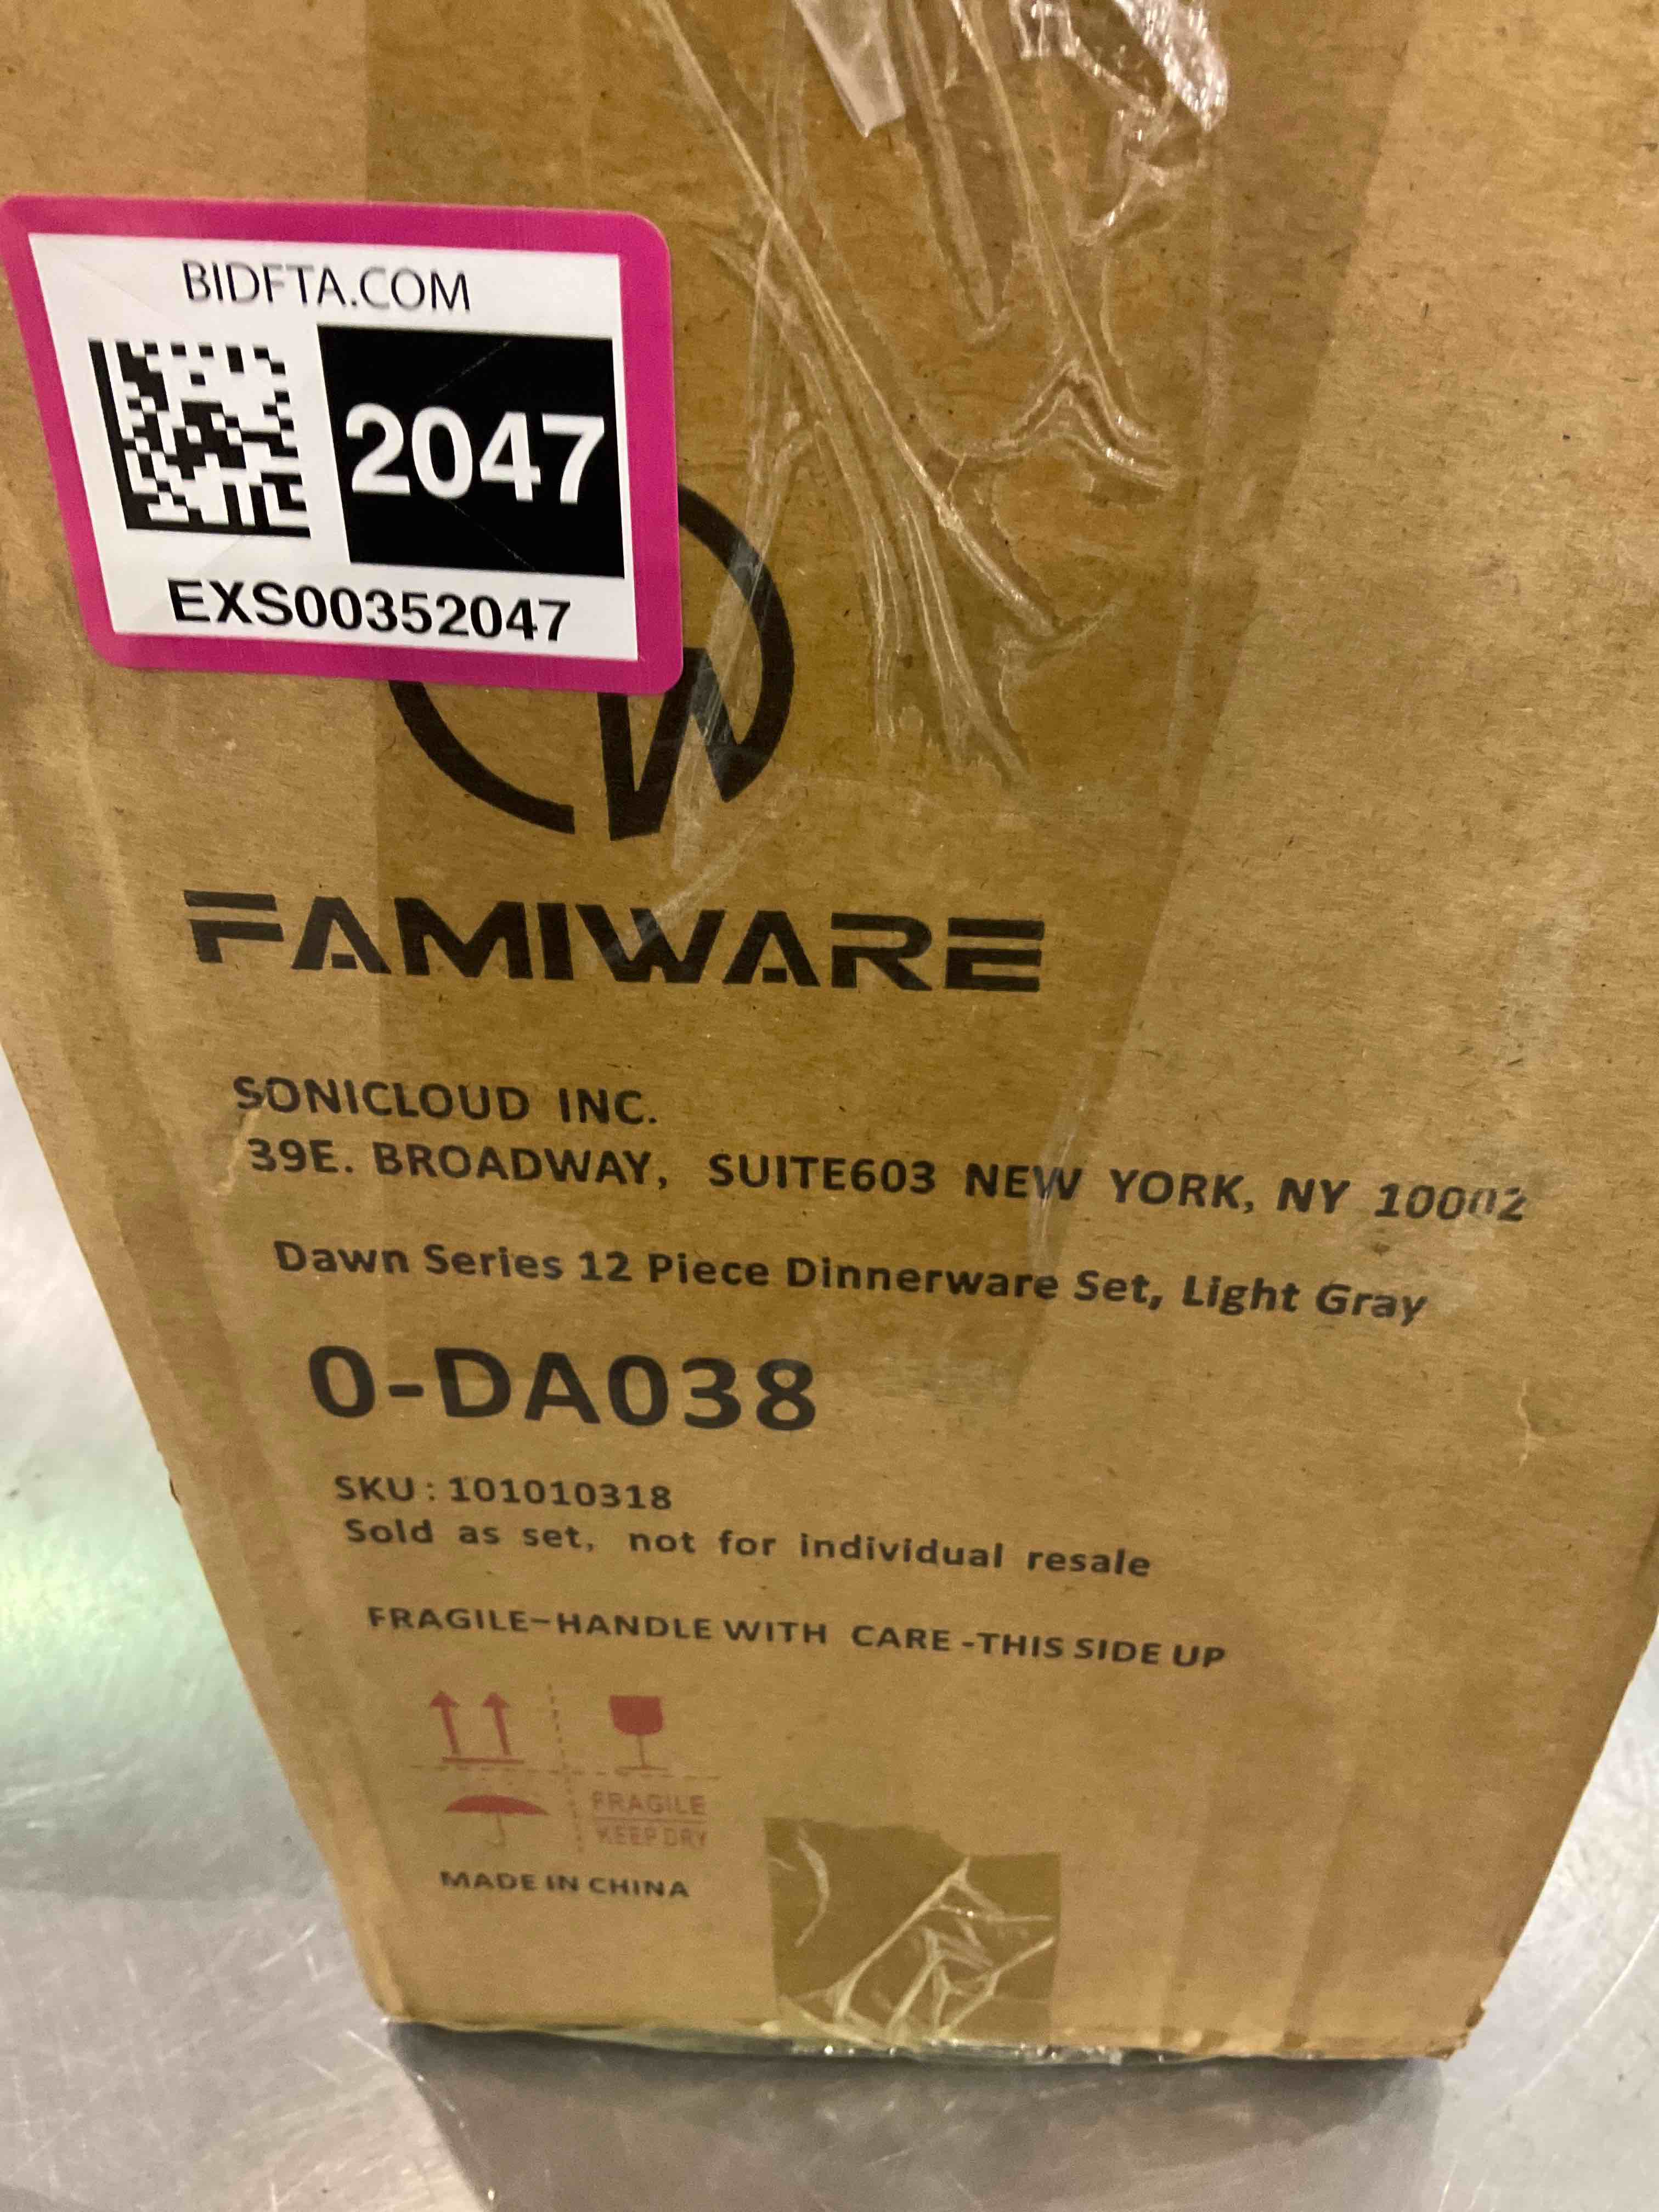 BIDFTA.COM
2047
EXS00352047
FAMIWARE
SONICLOUD INC.
39E. BROADWAY, SUITE603 NEW YORK, NY 10002
Dawn Series 12 Piece Dinnerware Set, Light Gray
0-DA038
SKU : 101010318
Sold as set, not for individual resale
FRAGILE-HANDLE WITH CARE -THIS SIDE UP
FRAGILE
KEEP DRY
MADE IN CHINA